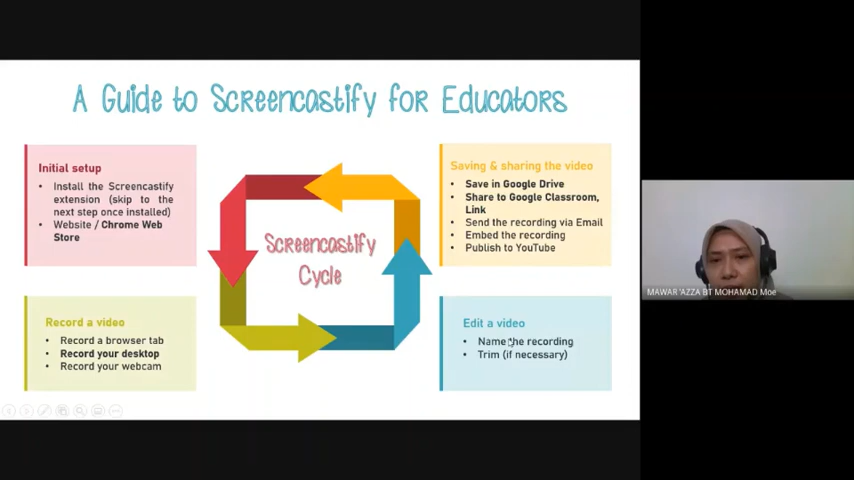 A Guide to Screencastify for Educators
Initial setup
• Install the Screencastify
extension (skip to the
next step once installed)
• Website / Chrome Web
Store
Record a video
• Record a browser tab
• Record your desktop
• Record your webcam
Screencastify
Cycle
Saving & sharing the video
• Save in Google Drive
• Share to Google Classroom,
Link
• Send the recording via Email
• Embed the recording
• Publish to YouTube
Edit a video
• Name the recording
• Trim (if necessary)
MAWAR 'AZZA BT MOHAMAD Moe